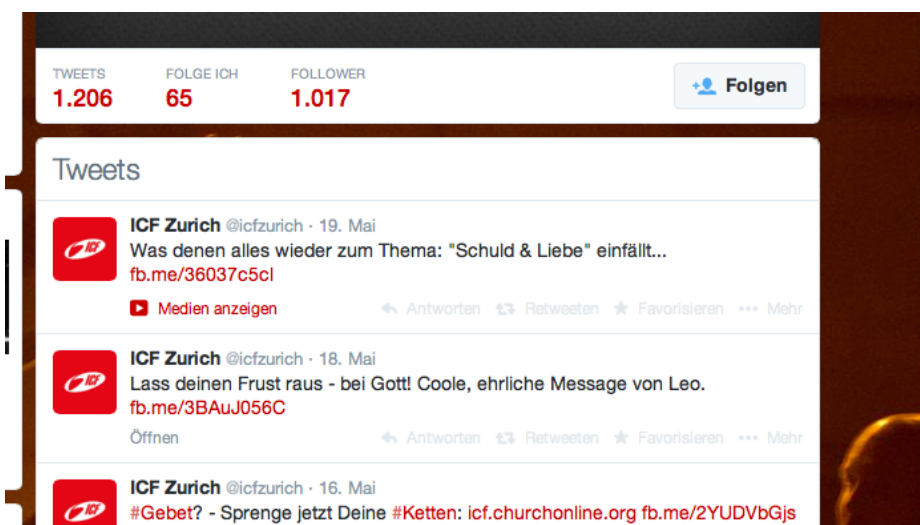 TWEETS FOLGE ICH FOLLOWER
1.206 65 1.017
Folgen
Tweets
ICF Zurich @icfzurich · 19. Mai
Was denen alles wieder zum Thema: "Schuld & Liebe" einfällt...
fb.me/36037c5cl
Medien anzeigen Antworten Retweeten Favorisieren Mehr
ICF Zurich @icfzurich · 18. Mai
Lass deinen Frust raus - bei Gott! Coole, ehrliche Message von Leo.
fb.me/3BAuJ056C
Öffnen Antworten Retweeten Favorisieren Mehr
ICF Zurich @icfzurich · 16. Mai
#Gebet? - Sprenge jetzt Deine #Ketten: icf.churchonline.org fb.me/2YUDVbGjs
ICF
ICF
ICF